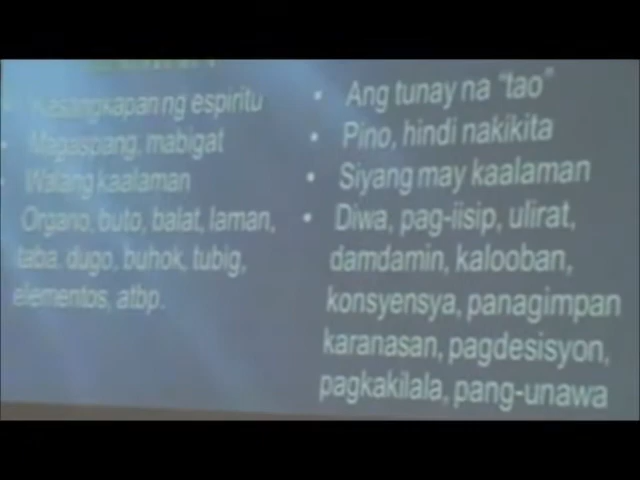 Kasangkapan ng espiritu
Magaspang, mabigat
Walang kaalaman
Organo, buto, balat, laman,
taba, dugo, buhok, tubig,
elementos, atbp.
• Ang tunay na "tao"
• Pino, hindi nakikita
• Siyang may kaalaman
• Diwa, pag-iisip, ulirat,
damdamin, kalooban,
konsyensya, panagimpan
karanasan, pagdesisyon,
pagkakilala, pang-unawa